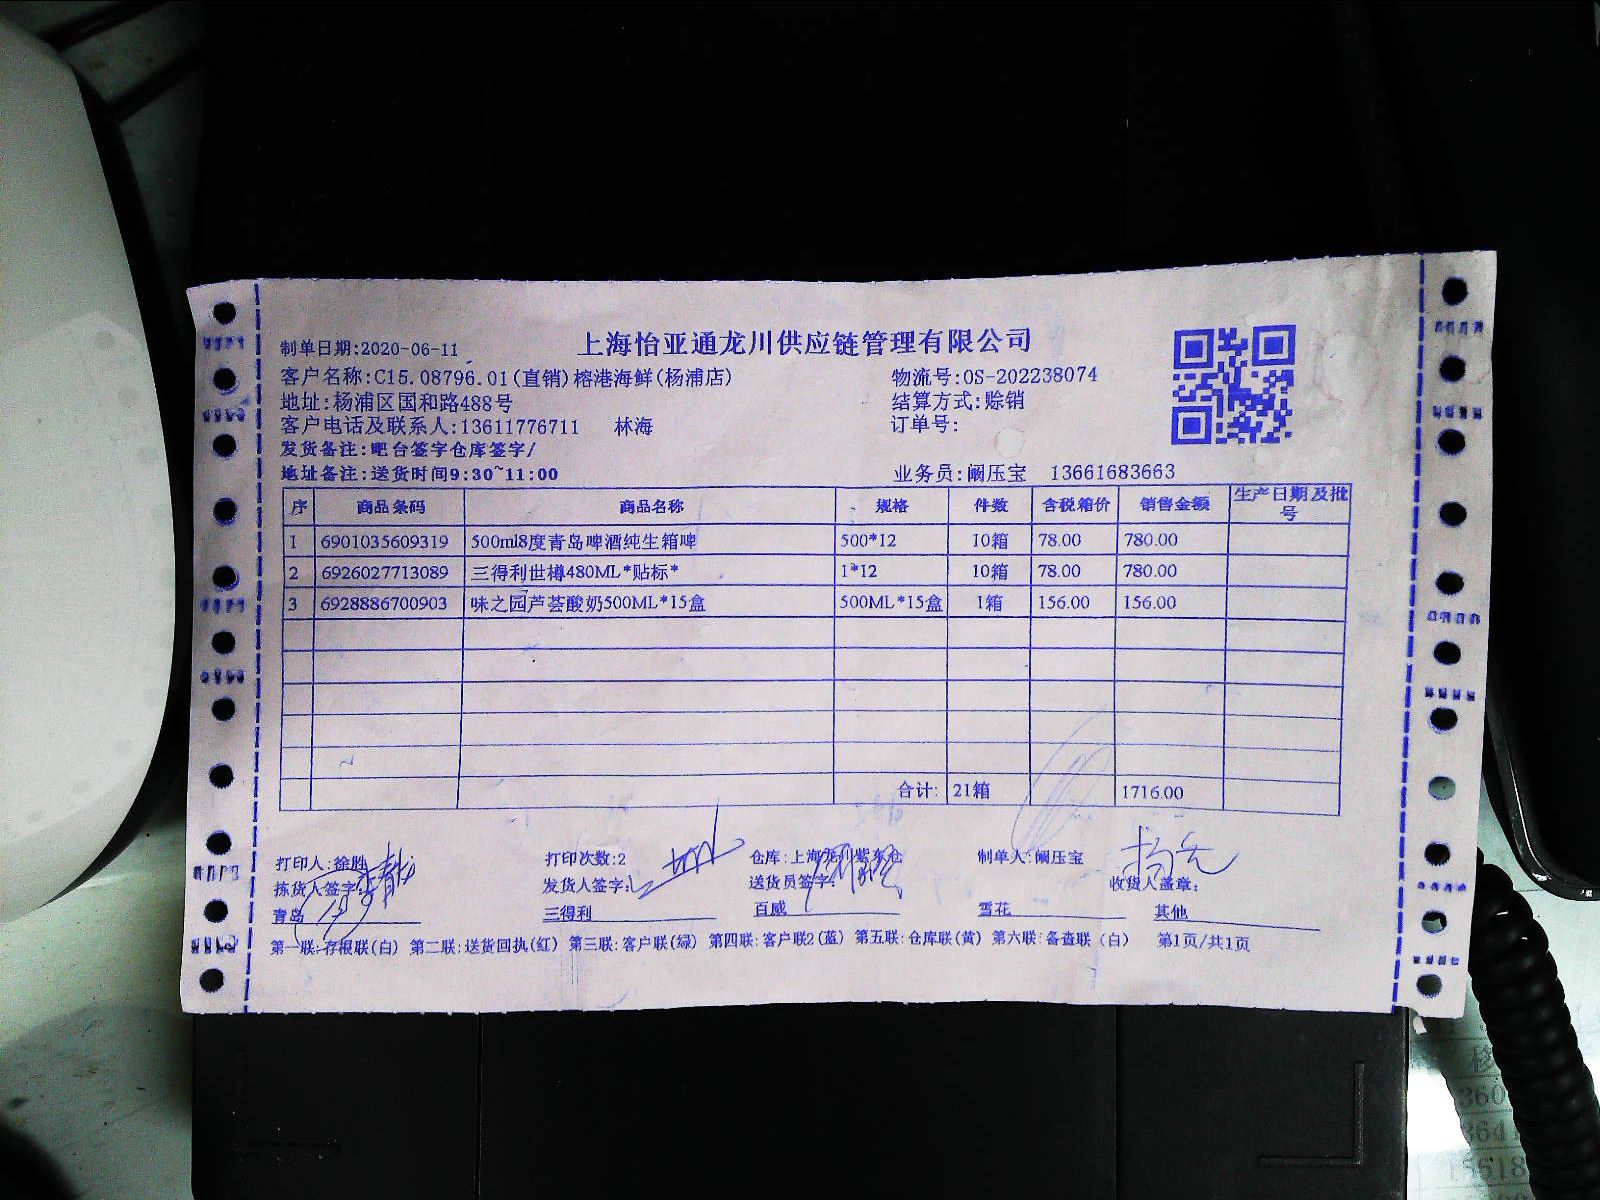 上海怡亚通龙川供应链管理有限公司
制单日期:2020-06-11
客户名称:C15.08796.01(直销)榕港海鲜(杨浦店) 物流号:OS-202238074
地址:杨浦区国和路488号 结算方式:赊销
客户电话及联系人:13611776711 林海 订单号:
发货备注:吧台签字仓库签字/
地址备注:送货时间9:30~11:00 业务员:阚压宝 13661683663
序 商品条码 商品名称 规格 件数 含税箱价 销售金额 生产日期及批号
1 6901035609319 500ml8度青岛啤酒纯生箱啤 500*12 10箱 78.00 780.00
2 6926027713089 三得利世樽480ML*贴标* 1*12 10箱 78.00 780.00
3 6928886700903 味之园芦荟酸奶500ML*15盒 500ML*15盒 1箱 156.00 156.00
合计: 21箱 1716.00
打印人:徐胜 打印次数:2 仓库:上海龙川紫东仓 制单人:阚压宝
拣货人签字: 发货人签字: 送货员签字: 收货人盖章:
青岛 三得利 百威 雪花 其他
第一联:存根联(白) 第二联:送货回执(红) 第三联:客户联(绿) 第四联:客户联2(蓝) 第五联:仓库联(黄) 第六联:备查联(白) 第1页/共1页